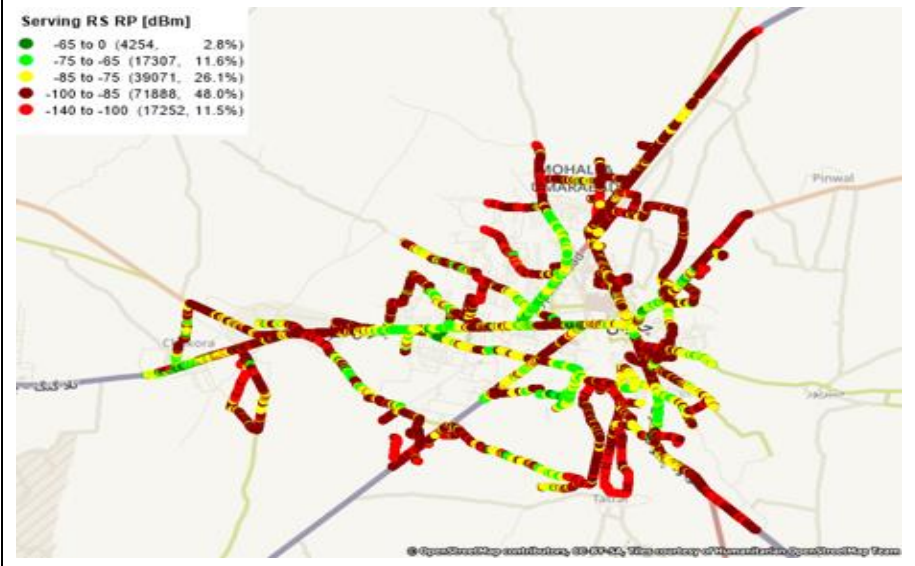 Serving RS RP [dBm]
-65 to 0 (4254, 2.8%)
-75 to -65 (17307, 11.6%)
-85 to -75 (39071, 26.1%)
-100 to -85 (71888, 48.0%)
-140 to -100 (17252, 11.5%)
MOHALLA
UMARABAD
Pinwal
© OpenStreetMap contributors, CC-BY-SA, Tiles courtesy of Humanitarian OpenStreetMap Team